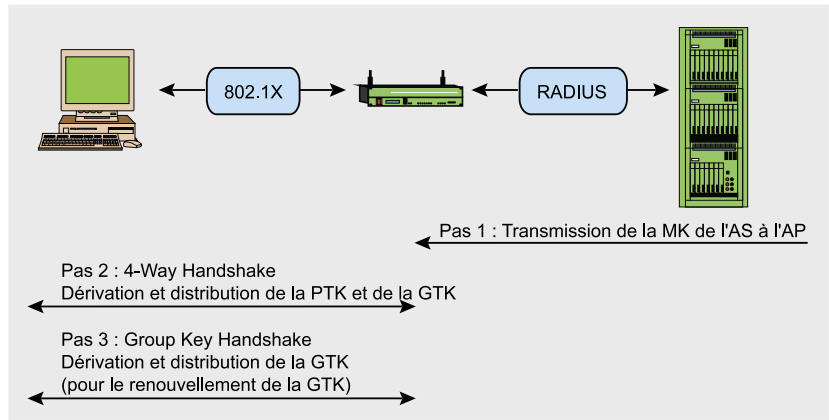 802.1X
RADIUS
Pas 1 : Transmission de la MK de l'AS à l'AP
Pas 2 : 4-Way Handshake
Dérivation et distribution de la PTK et de la GTK
Pas 3 : Group Key Handshake
Dérivation et distribution de la GTK
(pour le renouvellement de la GTK)